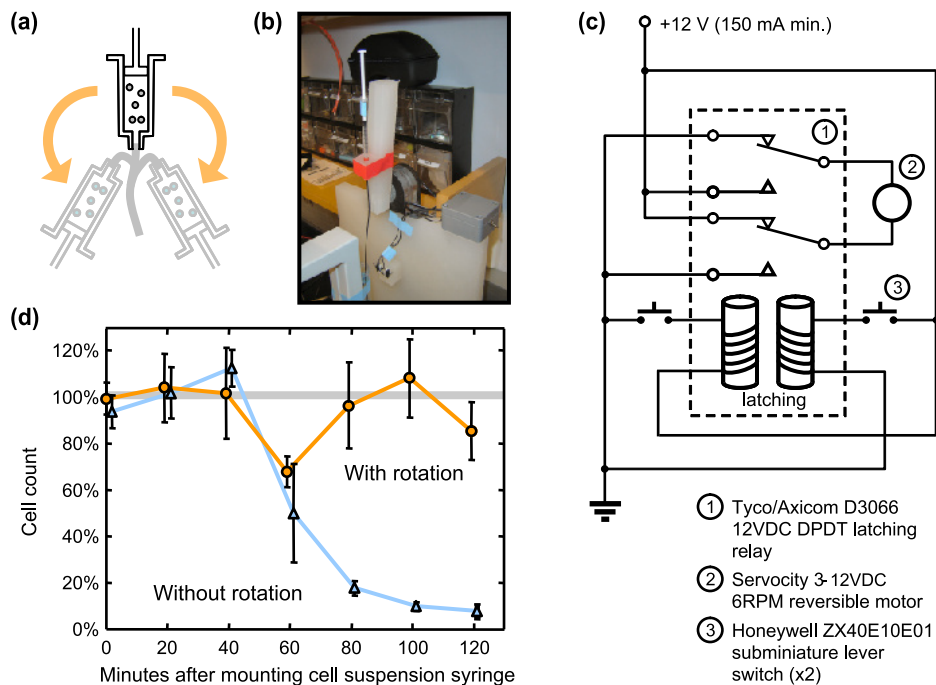 (a)
(b)
(c)
+12 V (150 mA min.)
1
2
3
latching
1 Tyco/Axicom D3066
12VDC DPDT latching
relay
2 Servocity 3-12VDC
6RPM reversible motor
3 Honeywell ZX40E10E01
subminiature lever
switch (x2)
(d)
120%
100%
80%
60%
40%
20%
0%
Cell count
With rotation
Without rotation
0 20 40 60 80 100 120
Minutes after mounting cell suspension syringe